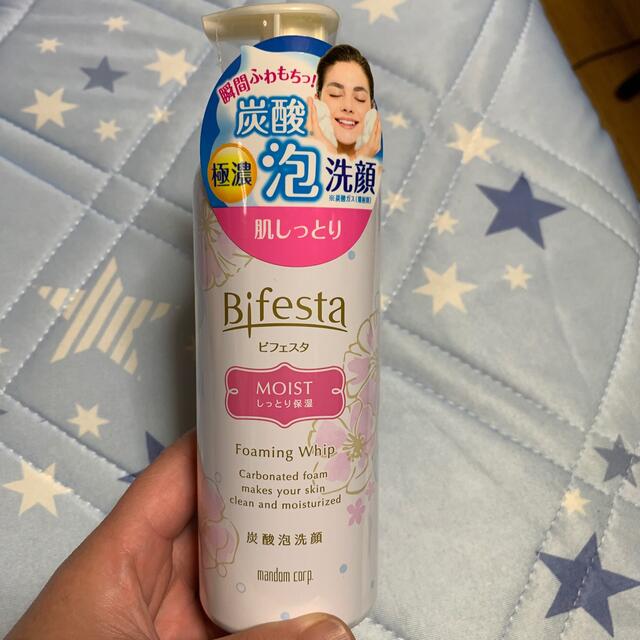 瞬間ふわもちっ!
炭酸
極濃
泡
洗顔
※炭酸ガス(噴射剤)
肌しっとり
Bifesta
ビフェスタ
MOIST
しっとり保湿
Foaming Whip
Carbonated foam
makes your skin
clean and moisturized
炭酸泡洗顔
mandom corp.